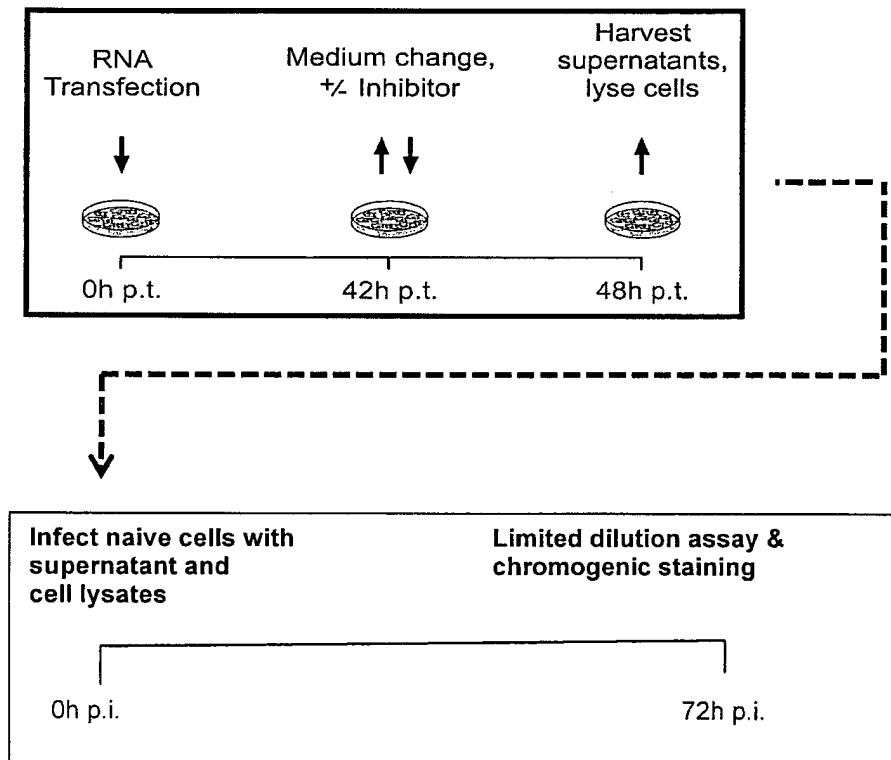 RNA
Transfection
Medium change,
+/- Inhibitor
Harvest
supernatants,
lyse cells
0h p.t.
42h p.t.
48h p.t.
Infect naive cells with
supernatant and
cell lysates
Limited dilution assay &
chromogenic staining
0h p.i.
72h p.i.